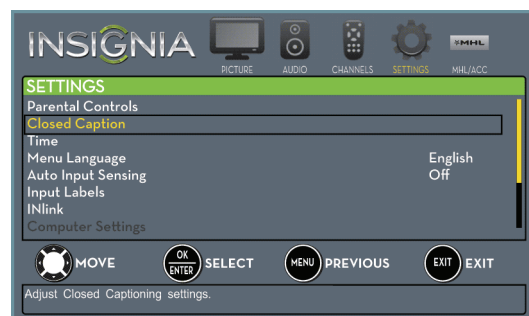 INSIGNIA
PICTURE AUDIO CHANNELS SETTINGS MHL/ACC
MHL
SETTINGS
Parental Controls
Closed Caption
Time
Menu Language English
Auto Input Sensing Off
Input Labels
INlink
Computer Settings
MOVE OK ENTER SELECT MENU PREVIOUS EXIT EXIT
Adjust Closed Captioning settings.